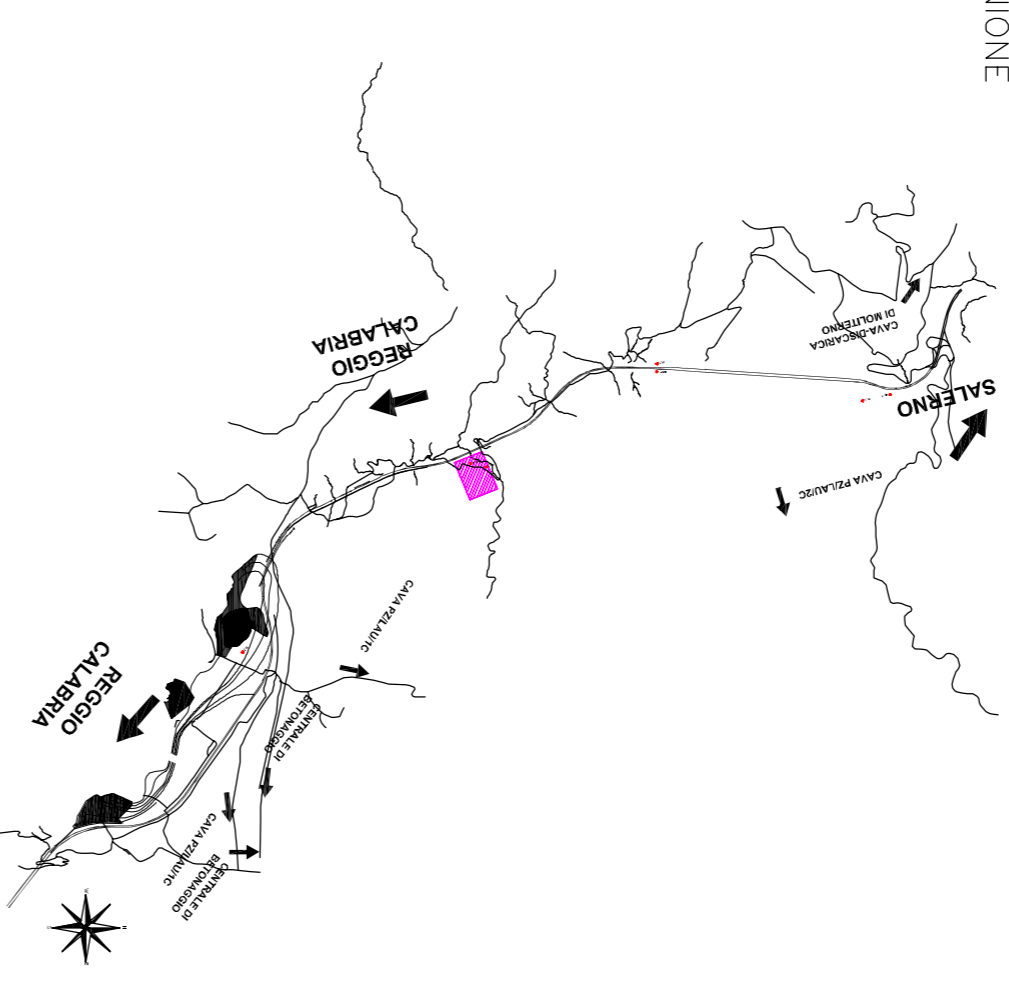 NIONE
REGGIO
CALABRIA
CAVA-DISCARICA
DI MOLITERNO
SALERNO
CAVA PZ/LAU/2C
CAVA PZ/LAU/1C
REGGIO
CALABRIA
CENTRALE DI
BETONAGGIO
CAVA PZ/LAU/1C
CENTRALE DI
BETONAGGIO